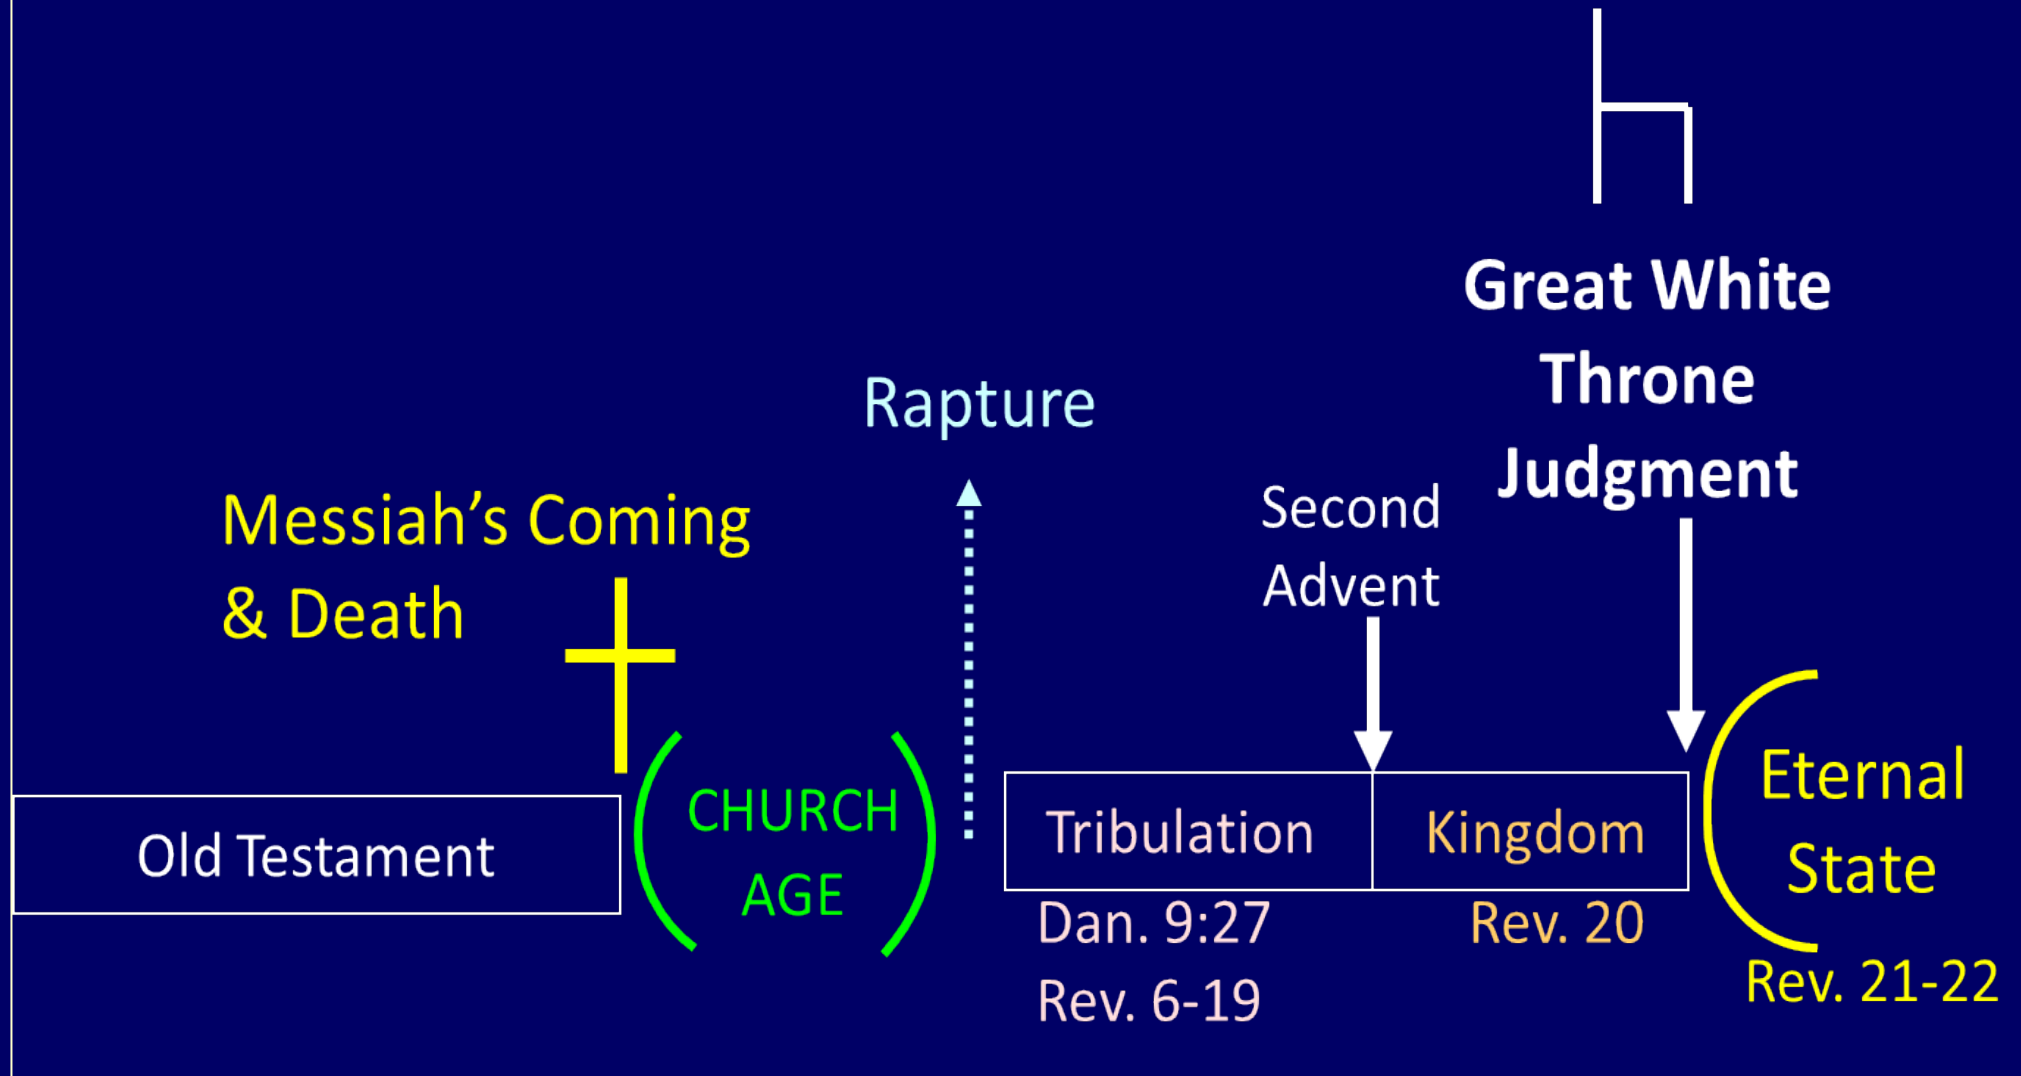 Great White
Throne
Judgment
Rapture
Second
Advent
Messiah’s Coming
& Death
Eternal
State
CHURCH
AGE
Old Testament
Tribulation
Kingdom
Dan. 9:27
Rev. 6-19
Rev. 20
Rev. 21-22